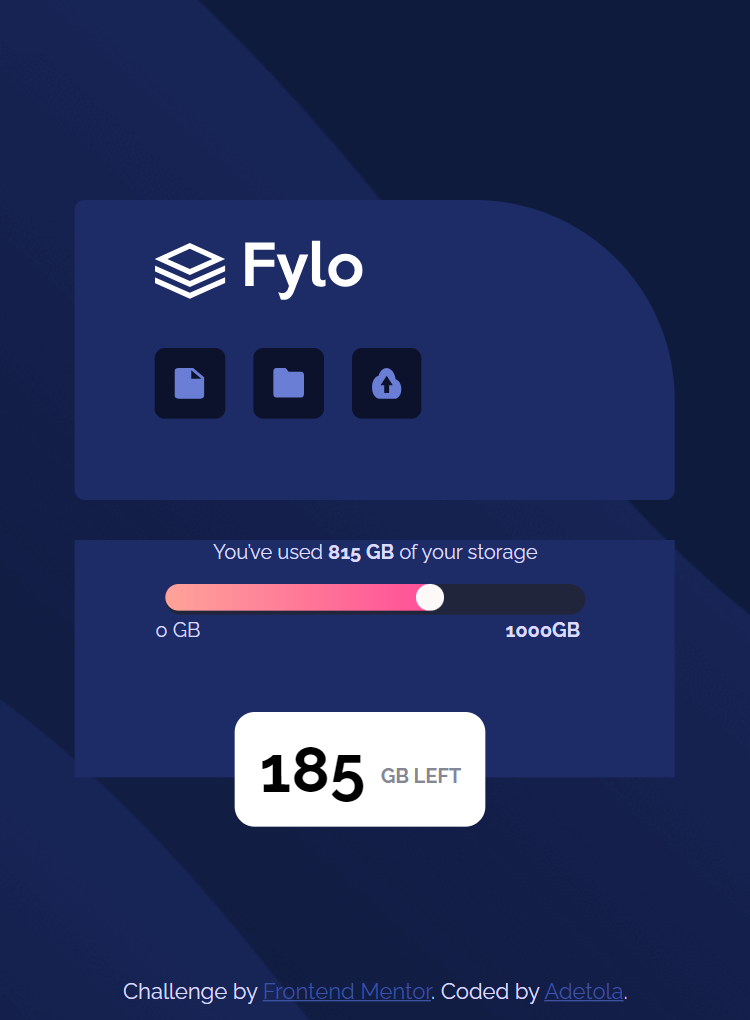 Fylo
You've used 815 GB of your storage
0 GB
1000GB
185 GB LEFT
Challenge by Frontend Mentor. Coded by Adetola.